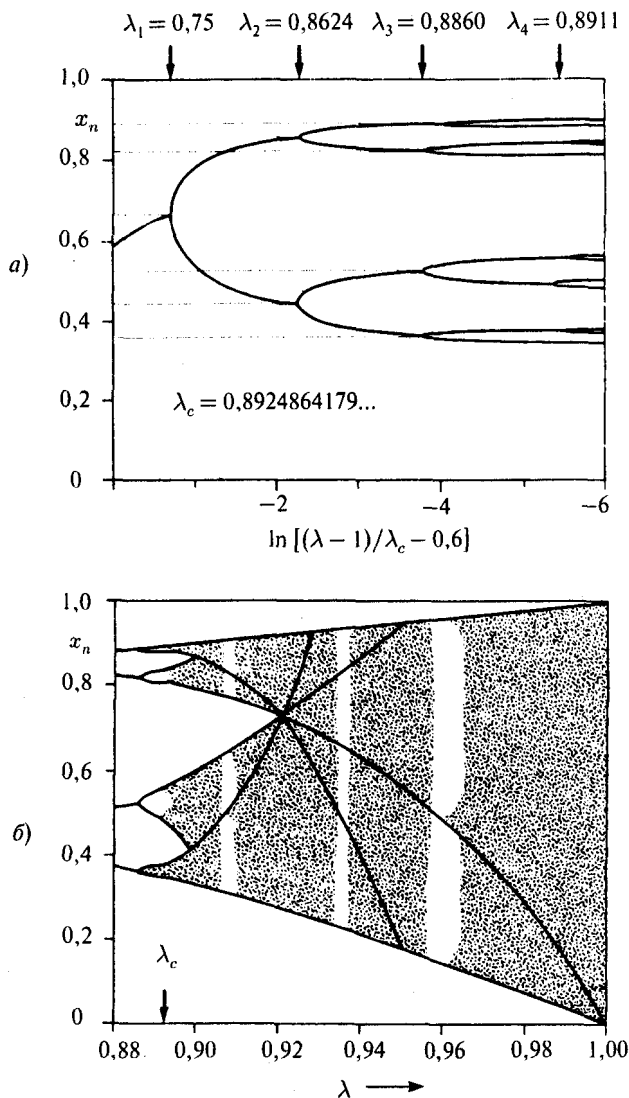 λ₁ = 0,75 λ₂ = 0,8624 λ₃ = 0,8860 λ₄ = 0,8911
1,0
xₙ
0,8
0,6
а)
0,4
0,2
λ_c = 0,8924864179...
0
−2 −4 −6
ln [(λ − 1)/λ_c − 0,6]
1,0
xₙ
0,8
0,6
б)
0,4
0,2
λ_c
0
0,88 0,90 0,92 0,94 0,96 0,98 1,00
λ →